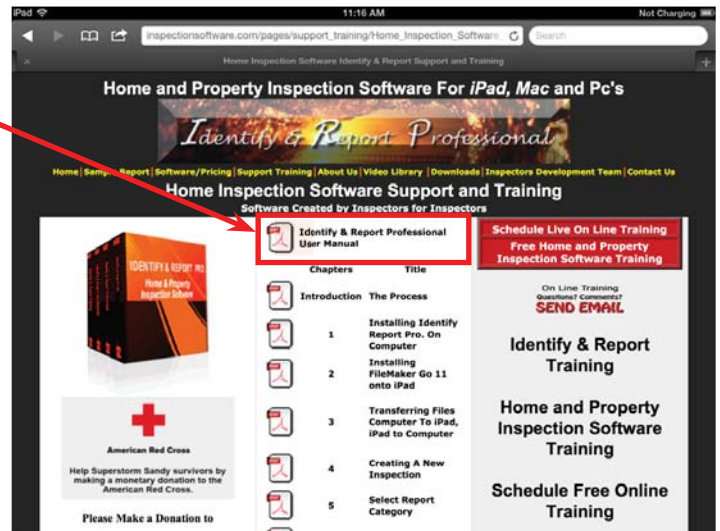 iPad
11:16 AM
Not Charging
inspectionsoftware.com/pages/support_training/Home_Inspection_Software_
Search
Home Inspection Software Identify & Report Support and Training
Home and Property Inspection Software For iPad, Mac and Pc's
Identify & Report Professional
Home|Sample Report|Software/Pricing|Support Training|About Us|Video Library |Downloads|Inspectors Development Team|Contact Us
Home Inspection Software Support and Training
Software Created by Inspectors for Inspectors
IDENTIFY & REPORT PRO
Home & Property
Inspection Software
American Red Cross
Help Superstorm Sandy survivors by
making a monetary donation to the
American Red Cross.
Please Make a Donation to
Identify & Report Professional
User Manual
Chapters Title
Introduction The Process
1 Installing Identify
Report Pro. On
Computer
2 Installing
FileMaker Go 11
onto iPad
3 Transferring Files
Computer To iPad,
iPad to Computer
4 Creating A New
Inspection
5 Select Report
Category
Schedule Live On Line Training
Free Home and Property
Inspection Software Training
On Line Training
Questions? Comments?
SEND EMAIL
Identify & Report
Training
Home and Property
Inspection Software
Training
Schedule Free Online
Training